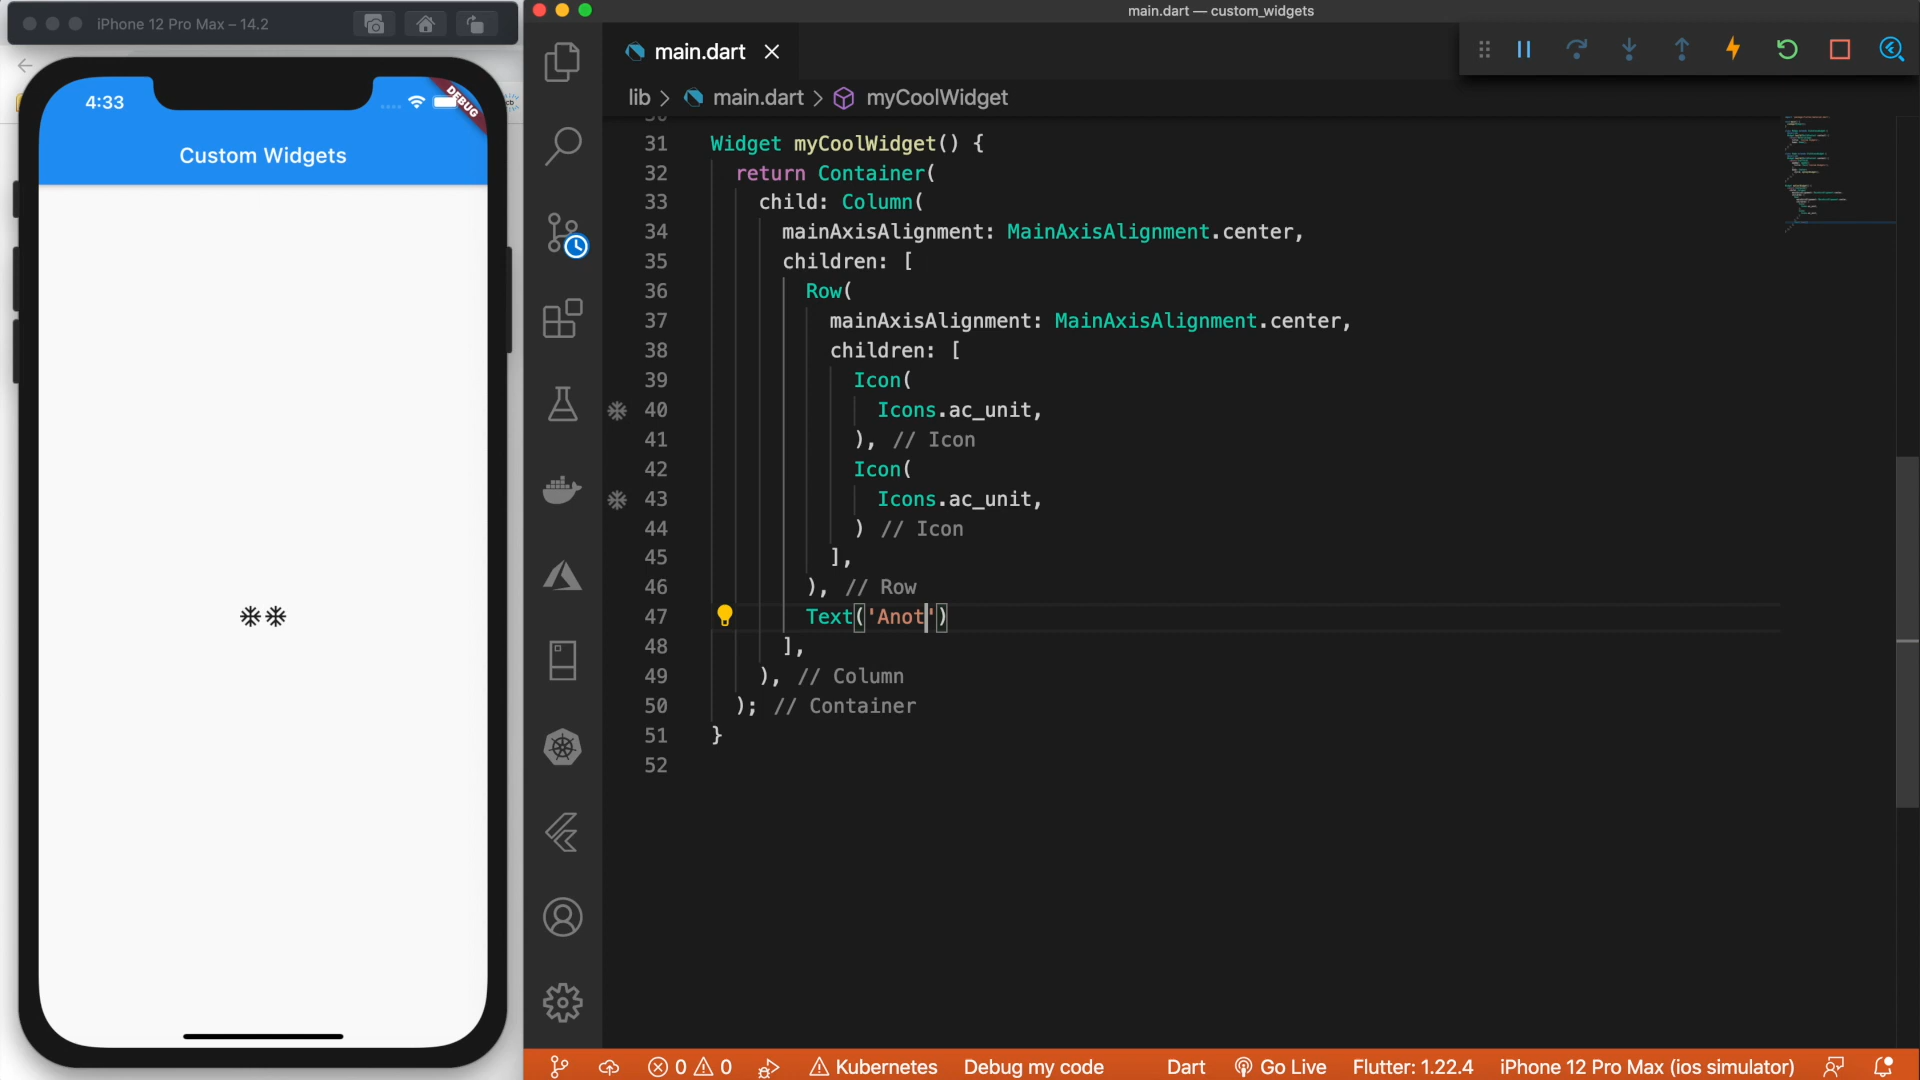 iPhone 12 Pro Max – 14.2
4:33
DEBUG
Custom Widgets
main.dart — custom_widgets
main.dart
lib > main.dart > myCoolWidget
31 Widget myCoolWidget() {
32 return Container(
33 child: Column(
34 mainAxisAlignment: MainAxisAlignment.center,
35 children: [
36 Row(
37 mainAxisAlignment: MainAxisAlignment.center,
38 children: [
39 Icon(
40 Icons.ac_unit,
41 ), // Icon
42 Icon(
43 Icons.ac_unit,
44 ) // Icon
45 ],
46 ), // Row
47 Text('Anot')
48 ],
49 ), // Column
50 ); // Container
51 }
52
0 0 Kubernetes Debug my code Dart Go Live Flutter: 1.22.4 iPhone 12 Pro Max (ios simulator)